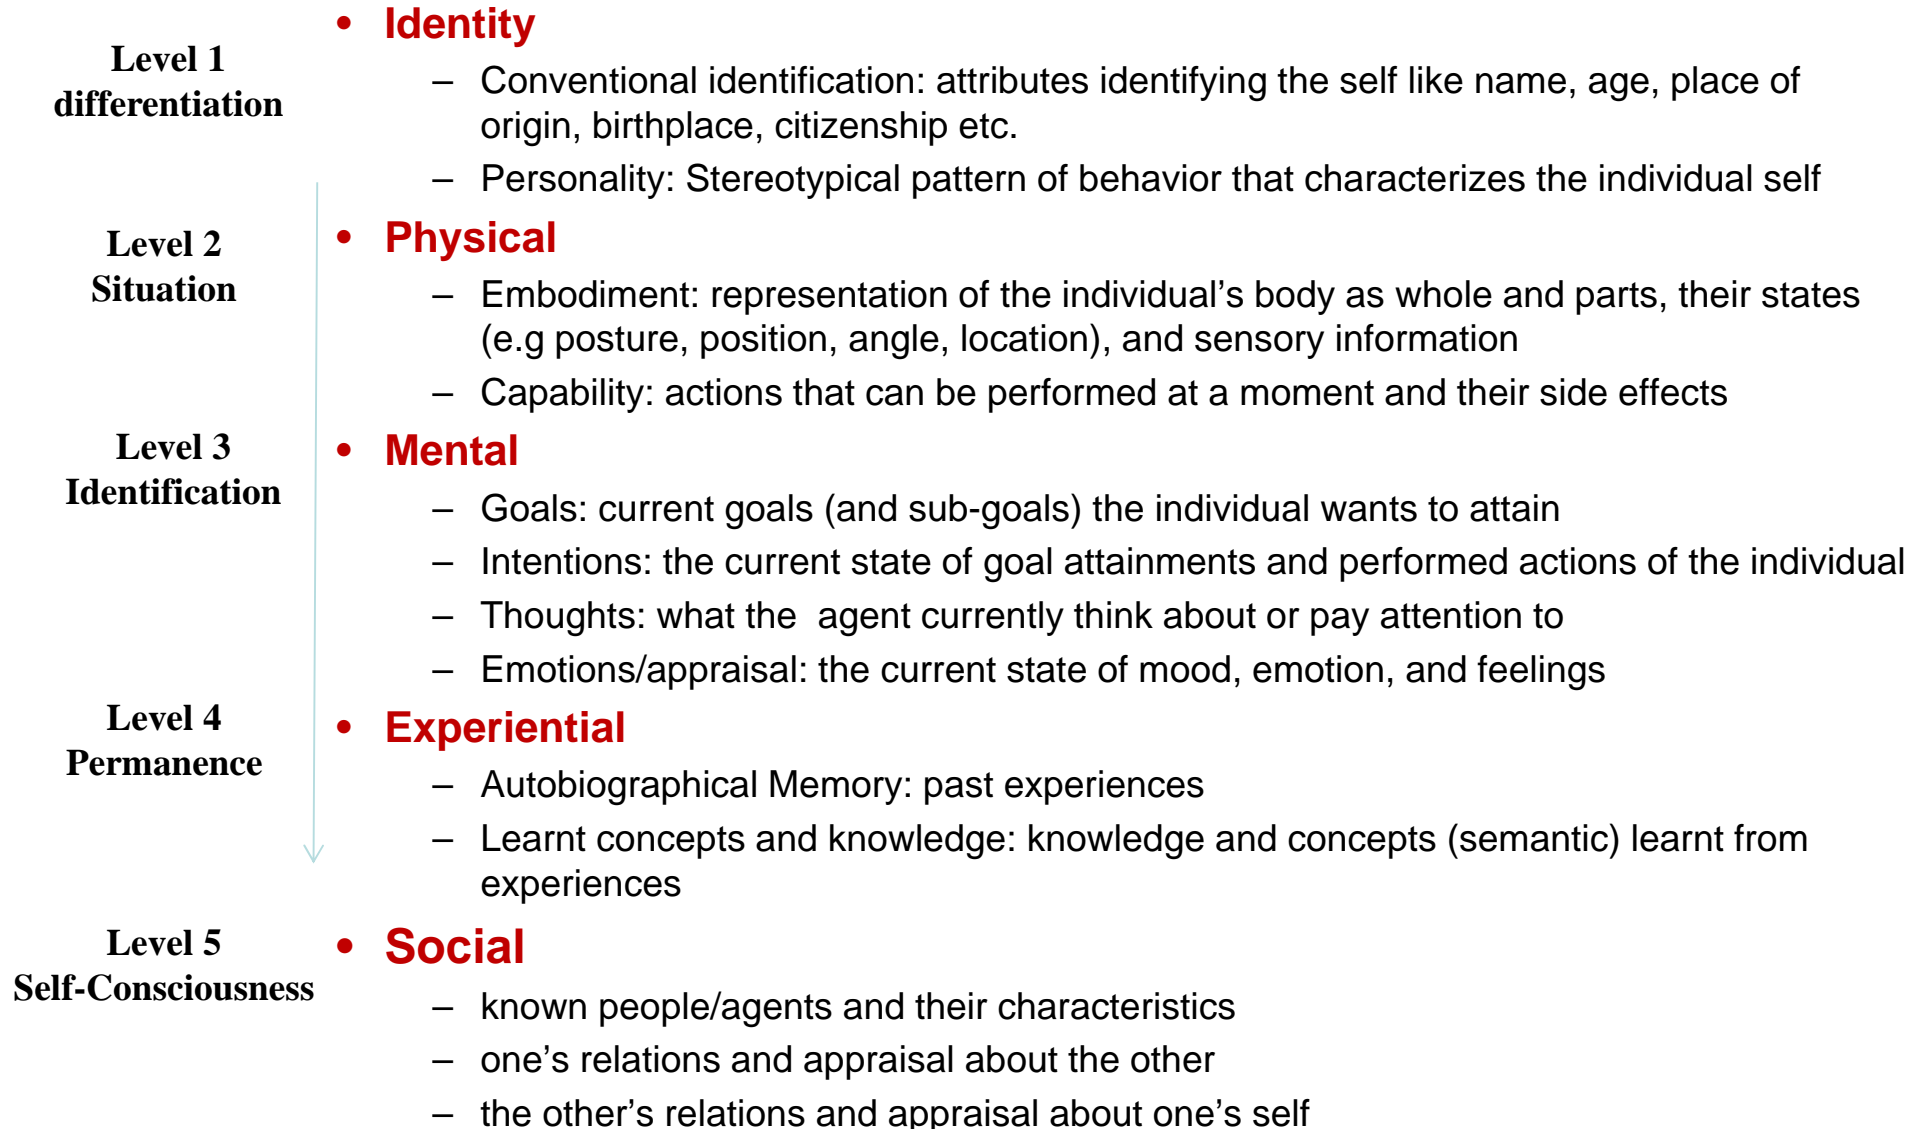 Level 1
differentiation
• Identity
– Conventional identification: attributes identifying the self like name, age, place of
origin, birthplace, citizenship etc.
– Personality: Stereotypical pattern of behavior that characterizes the individual self
Level 2
Situation
• Physical
– Embodiment: representation of the individual’s body as whole and parts, their states
(e.g posture, position, angle, location), and sensory information
– Capability: actions that can be performed at a moment and their side effects
Level 3
Identification
• Mental
– Goals: current goals (and sub-goals) the individual wants to attain
– Intentions: the current state of goal attainments and performed actions of the individual
– Thoughts: what the  agent currently think about or pay attention to
– Emotions/appraisal: the current state of mood, emotion, and feelings
Level 4
Permanence
• Experiential
– Autobiographical Memory: past experiences
– Learnt concepts and knowledge: knowledge and concepts (semantic) learnt from
experiences
Level 5
Self-Consciousness
• Social
– known people/agents and their characteristics
– one’s relations and appraisal about the other
– the other’s relations and appraisal about one’s self